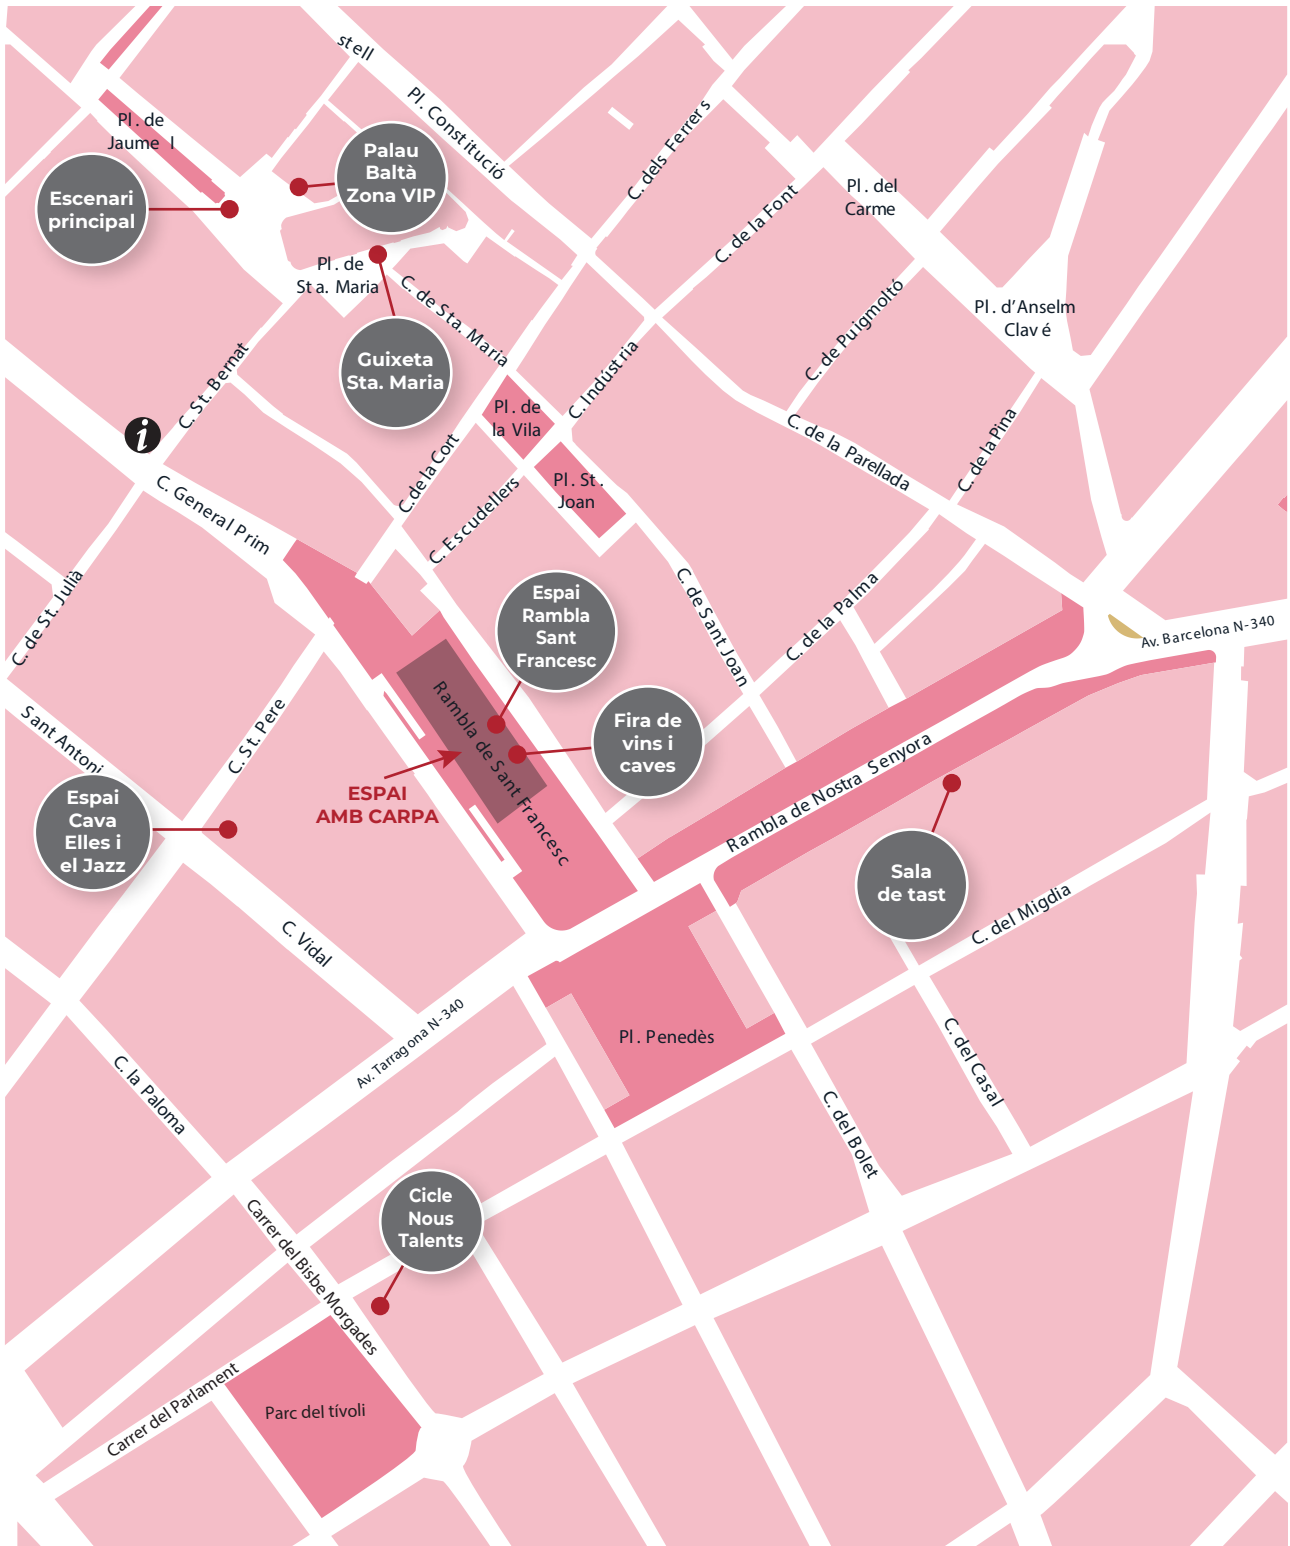 stell
Pl. Constitució
Pl. de
Jaume I
Palau
Baltà
Zona VIP
Escenari
principal
C. dels Ferrers
C. de la Font
Pl. del
Carme
Pl. de
Sta. Maria
C. de Sta. Maria
Guixeta
Sta. Maria
C. de Puigmoltó
Pl. d'Anselm
Clavé
C. St. Bernat
C. Indústria
Pl. de
la Vila
C. de la Parellada
C. de la Pina
i
C. General Prim
C. de la Cort
C. Escudellers
Pl. St.
Joan
C. de St. Julià
C. de Sant Joan
C. de la Palma
Av. Barcelona N-340
Espai
Rambla
Sant
Francesc
Rambla de Sant Francesc
Fira de
vins i
caves
Sant Antoni
C. St. Pere
ESPAI
AMB CARPA
Espai
Cava
Elles i
el Jazz
Rambla de Nostra Senyora
Sala
de tast
C. del Migdia
C. Vidal
Av. Tarragona N-340
Pl. Penedès
C. del Casal
C. la Paloma
C. del Bolet
Cicle
Nous
Talents
Carrer del Bisbe Morgades
Carrer del Parlament
Parc del tívoli